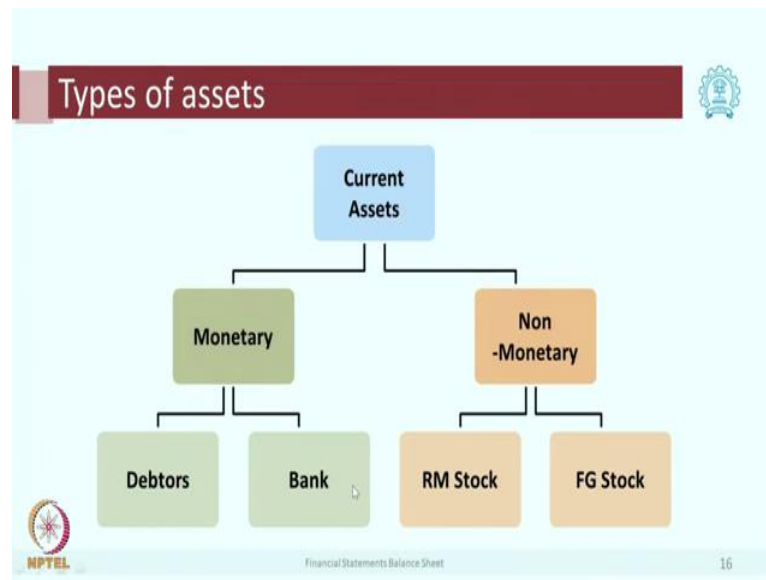 Types of assets
Current
Assets
Monetary
Non
-Monetary
Debtors
Bank
RM Stock
FG Stock
NPTEL
Financial Statements Balance Sheet
16